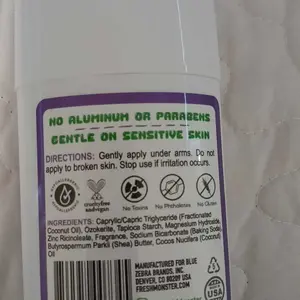 NO ALUMINUM OR PARABENS
GENTLE ON SENSITIVE SKIN
DIRECTIONS: Gently apply under arms. Do not
apply to broken skin. Stop use if irritation occurs.
crueltyfree
andvegan
No Toxins
No Phthalates
No Gluten
INGREDIENTS: Caprylic/Capric Triglyceride (Fractionated
Coconut Oil), Ozokerite, Tapioca Starch, Magnesium Hydroxide,
Zinc Ricinoleate, Fragrance, Sodium Bicarbonate (Baking Soda),
Butyrospermum Parkii (Shea) Butter, Cocos Nucifera (Coconut)
Oil
MANUFACTURED FOR BLUE
ZEBRA BRANDS, INC.
DENVER, CO 80209 USA
FRESHMONSTER.COM